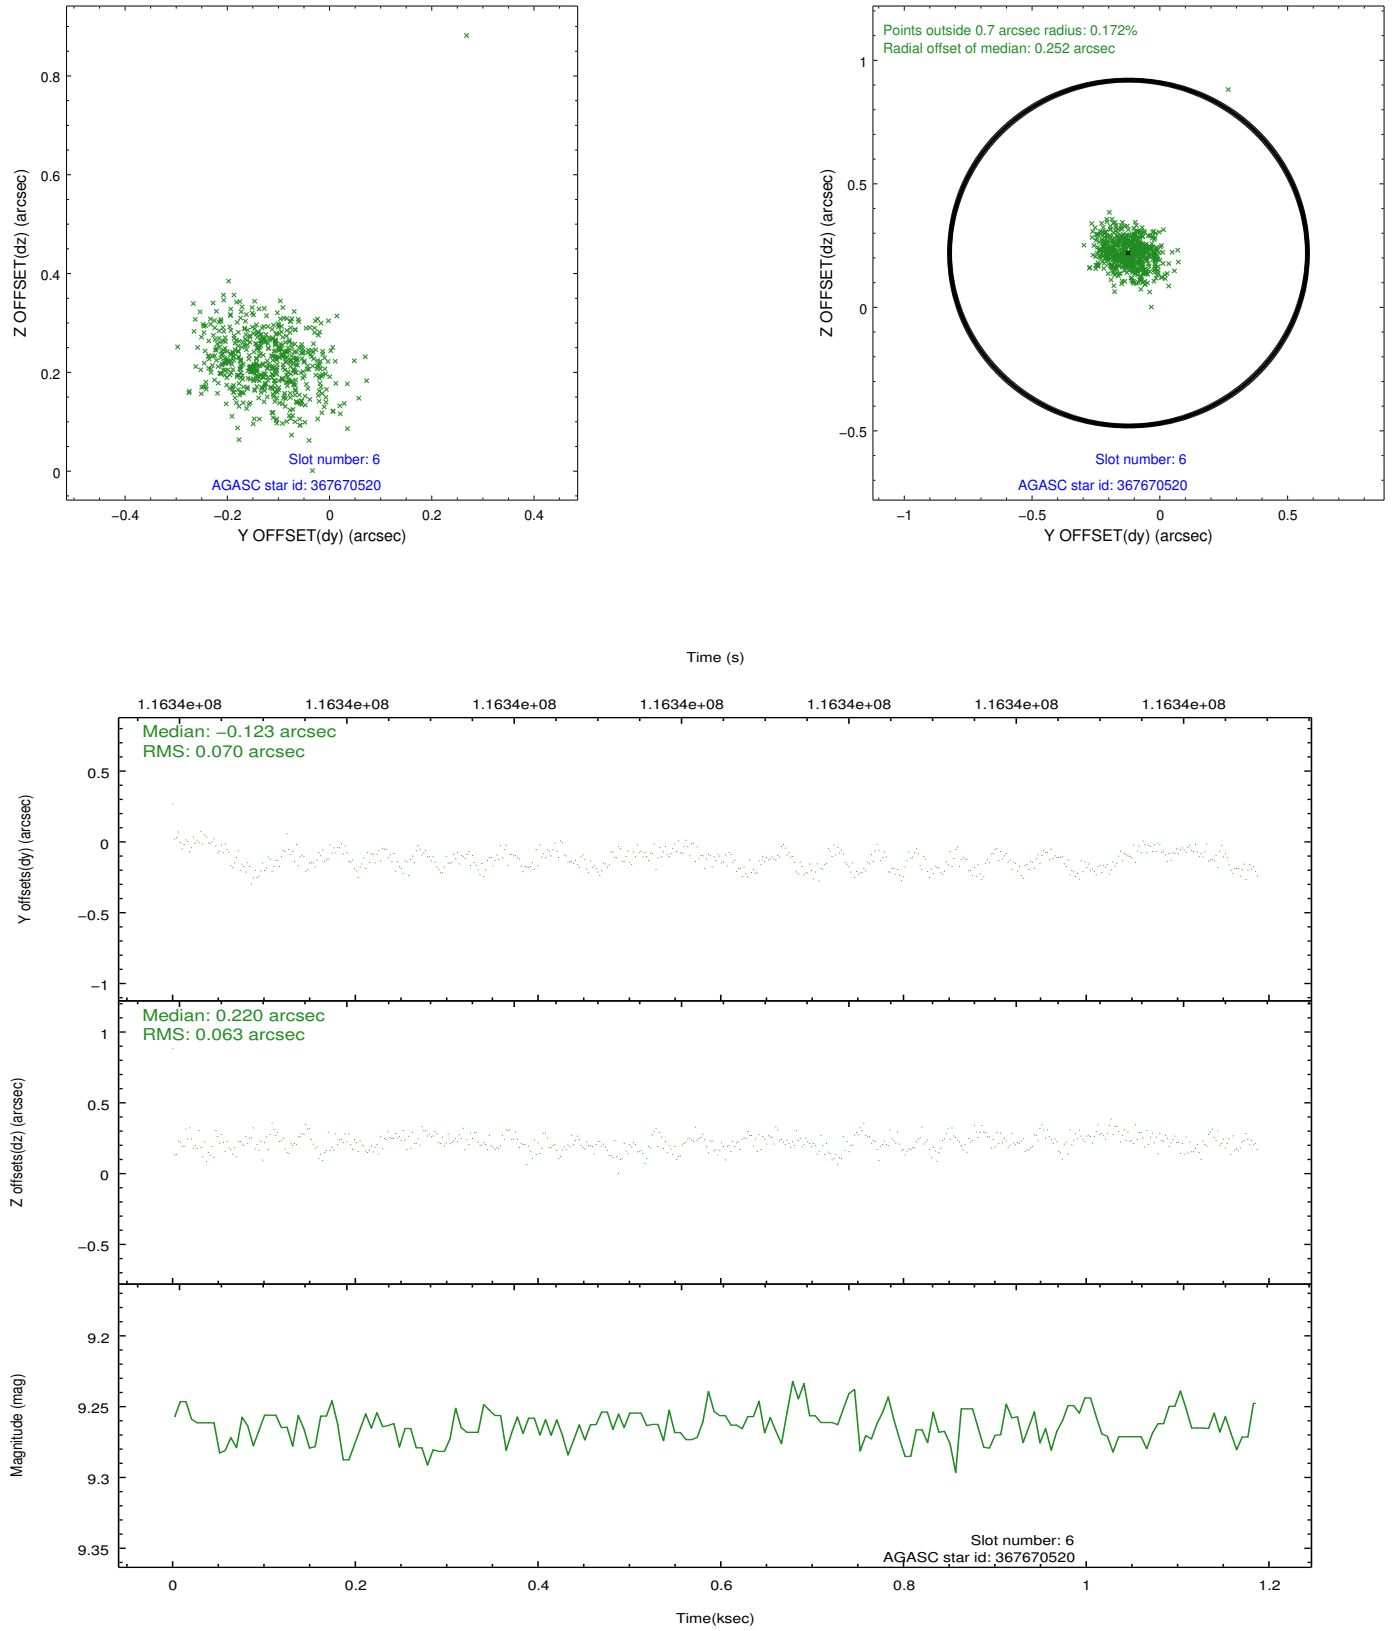 0.8
0.6
0.4
0.2
0
Z OFFSET(dz) (arcsec)
Slot number: 6
AGASC star id: 367670520
−0.4 −0.2 0 0.2 0.4
Y OFFSET(dy) (arcsec)
Points outside 0.7 arcsec radius: 0.172%
Radial offset of median: 0.252 arcsec
1
0.5
0
−0.5
Z OFFSET(dz) (arcsec)
Slot number: 6
AGASC star id: 367670520
−1 −0.5 0 0.5
Y OFFSET(dy) (arcsec)
Time (s)
1.1634e+08 1.1634e+08 1.1634e+08 1.1634e+08 1.1634e+08 1.1634e+08 1.1634e+08
Median: −0.123 arcsec
RMS: 0.070 arcsec
0.5
0
−0.5
−1
Y offsets(dy) (arcsec)
Median: 0.220 arcsec
RMS: 0.063 arcsec
1
0.5
0
−0.5
Z offsets(dz) (arcsec)
9.2
9.25
9.3
9.35
Magnitude (mag)
Slot number: 6
AGASC star id: 367670520
0 0.2 0.4 0.6 0.8 1 1.2
Time(ksec)